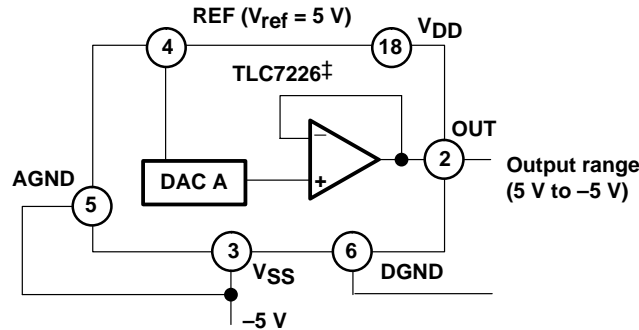 REF (Vref = 5 V)
4
18
VDD
TLC7226‡
OUT
–
2
Output range
(5 V to –5 V)
AGND
DAC A
+
5
3
6
VSS
DGND
–5 V